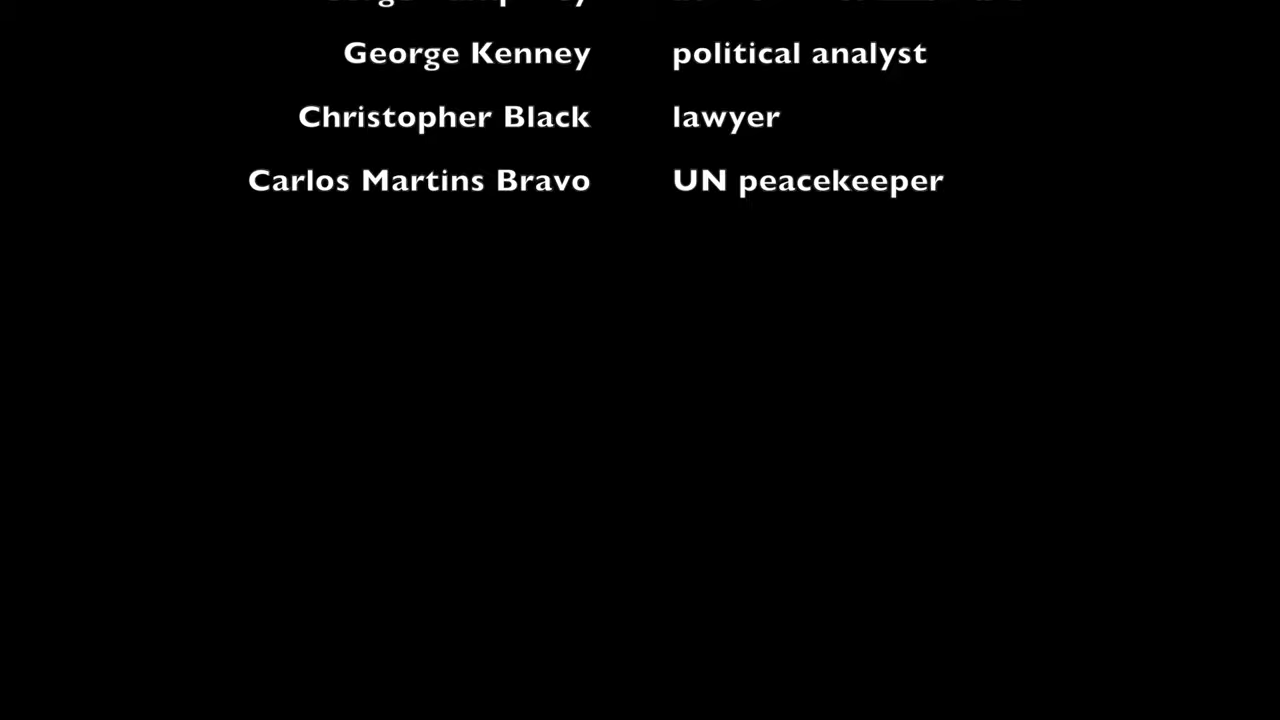 George Kenney political analyst
Christopher Black lawyer
Carlos Martins Bravo UN peacekeeper